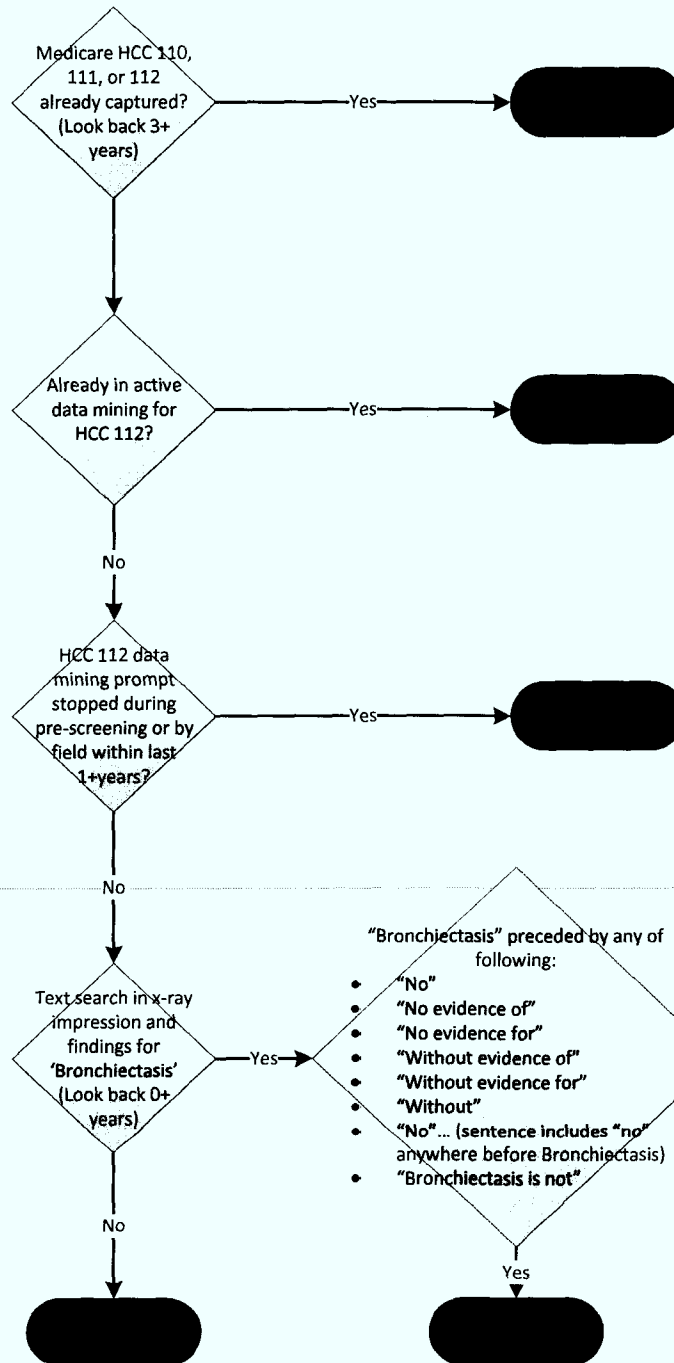 Medicare HCC 110,
111, or 112
already captured?
(Look back 3+
years)
Yes
Already in active
data mining for
HCC 112?
Yes
No
HCC 112 data
mining prompt
stopped during
pre-screening or by
field within last
1+years?
Yes
No
Text search in x-ray
impression and
findings for
'Bronchiectasis'
(Look back 0+
years)
Yes
"Bronchiectasis" preceded by any of
following:
• "No"
• "No evidence of"
• "No evidence for"
• "Without evidence of"
• "Without evidence for"
• "Without"
• "No"... (sentence includes "no"
anywhere before Bronchiectasis)
• "Bronchiectasis is not"
No
Yes